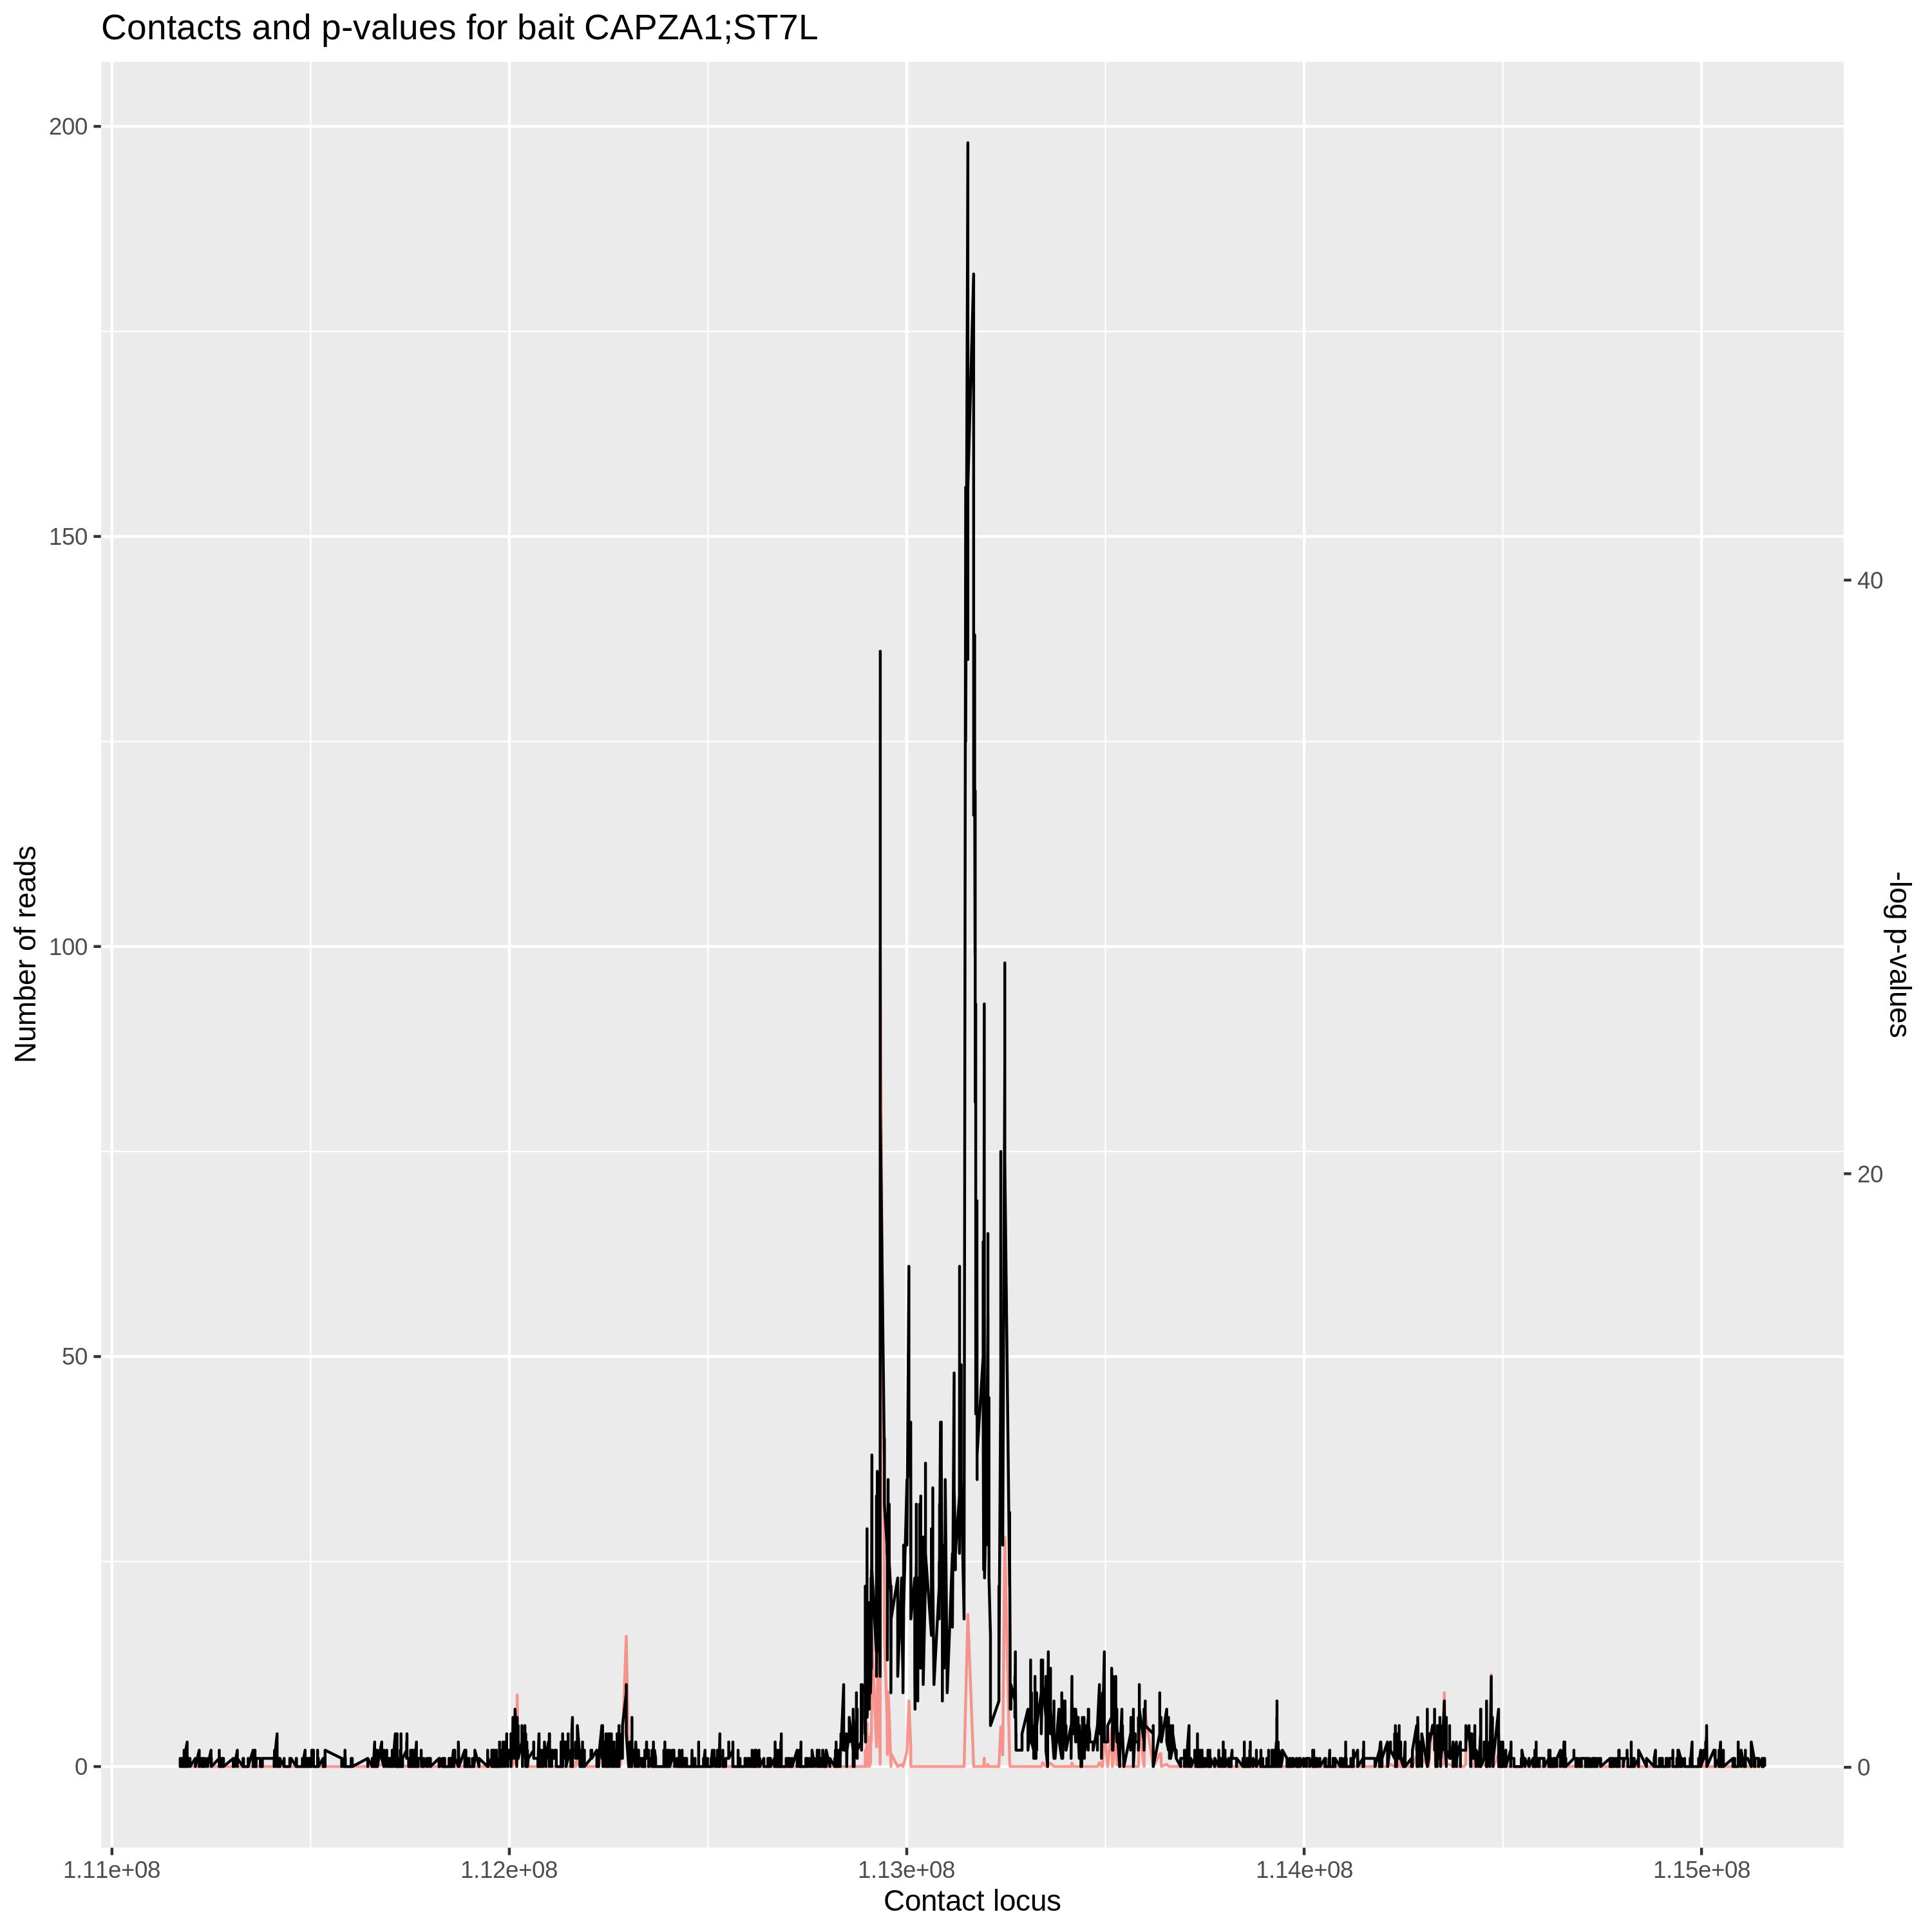 Contacts and p-values for bait CAPZA1;ST7L
200
150
100
50
0
Number of reads
40
20
0
-log p-values
1.11e+08 1.12e+08 1.13e+08 1.14e+08 1.15e+08
Contact locus